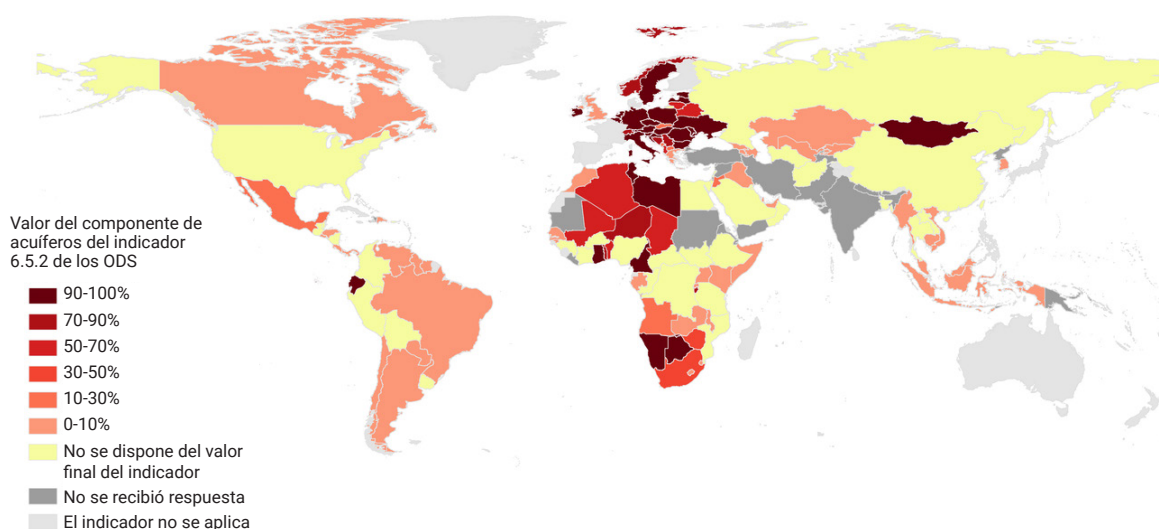 Valor del componente de
acuíferos del indicador
6.5.2 de los ODS
90-100%
70-90%
50-70%
30-50%
10-30%
0-10%
No se dispone del valor
final del indicador
No se recibió respuesta
El indicador no se aplica